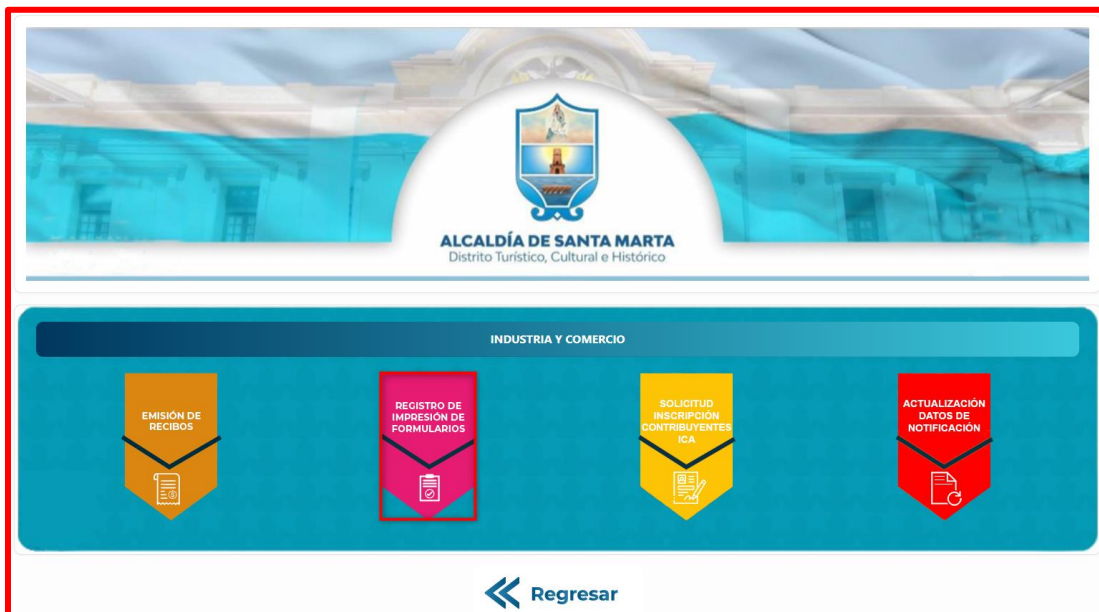 ALCALDÍA DE SANTA MARTA
Distrito Turístico, Cultural e Histórico
INDUSTRIA Y COMERCIO
EMISIÓN DE
RECIBOS
REGISTRO DE
IMPRESIÓN DE
FORMULARIOS
SOLICITUD
INSCRIPCIÓN
CONTRIBUYENTES
ICA
ACTUALIZACIÓN
DATOS DE
NOTIFICACIÓN
Regresar